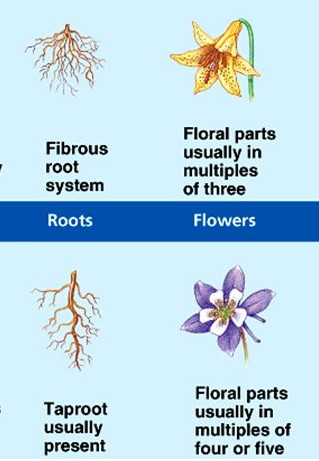 Fibrous
root
system
Floral parts
usually in
multiples
of three
Roots
Flowers
Taproot
usually
present
Floral parts
usually in
multiples of
four or five